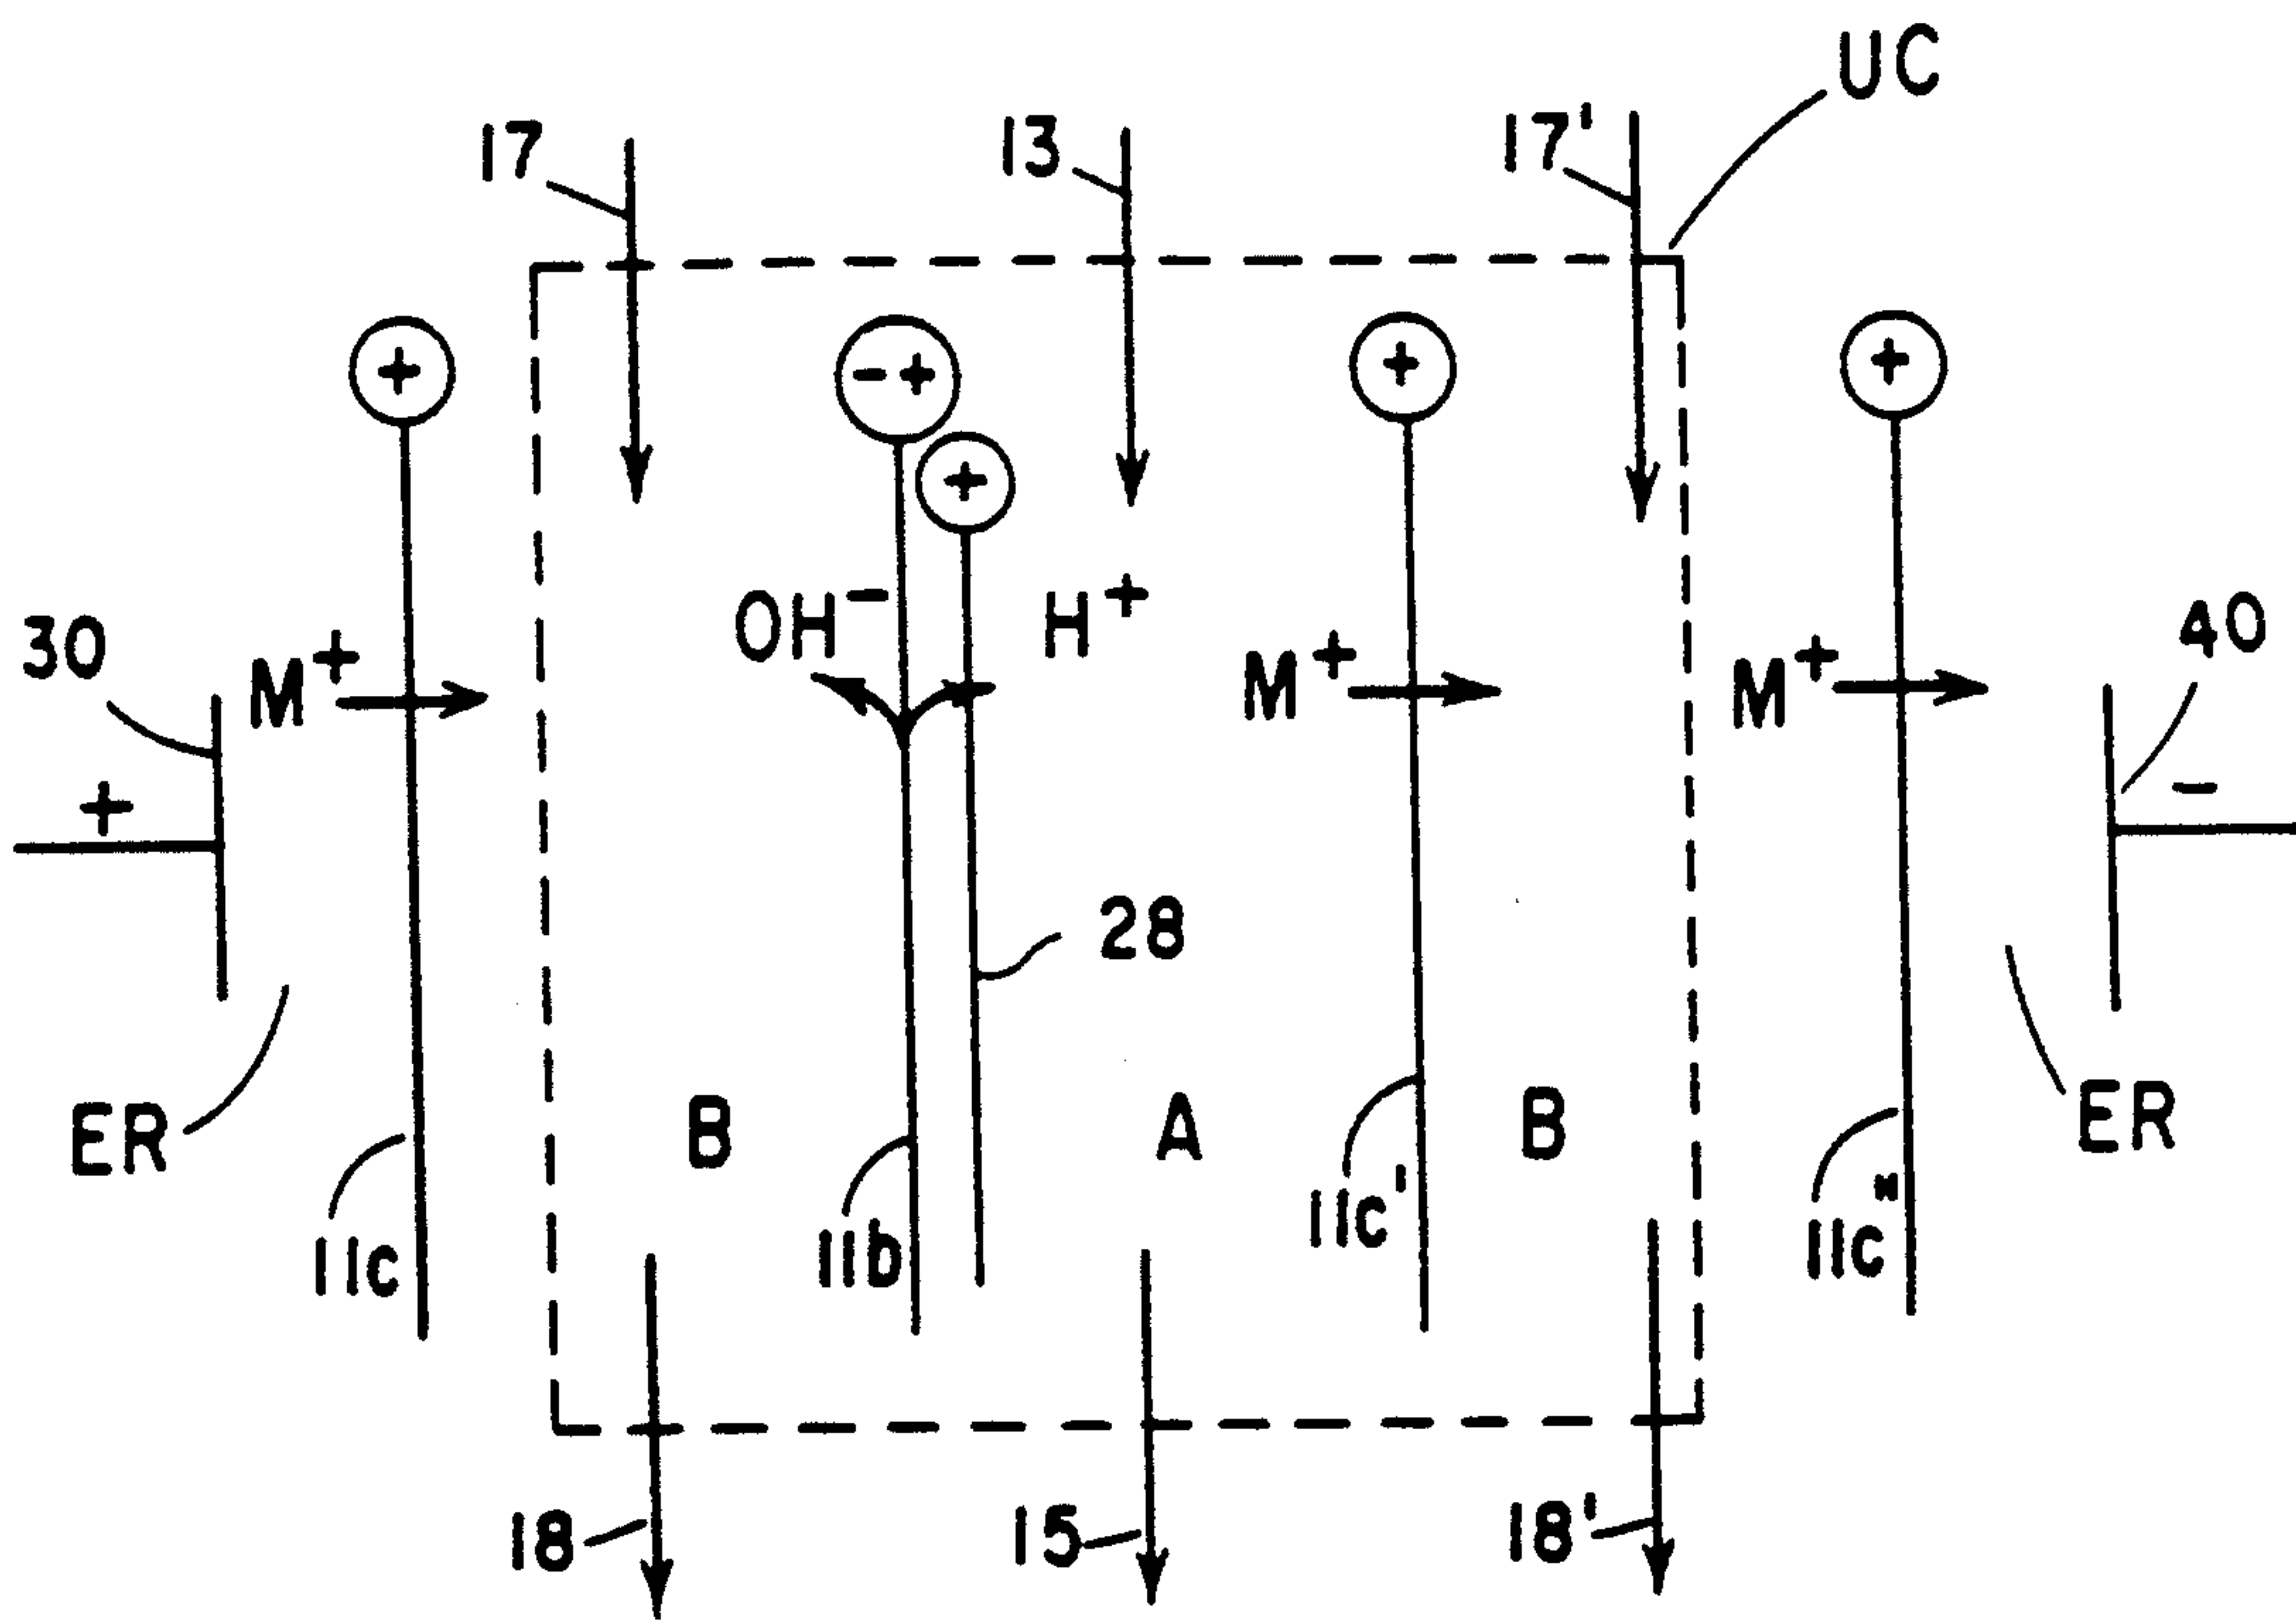 UC
17
13
17'
+
-+
+
+
+
30
M+
OH-
H+
M+
M+
40
+
-
28
ER
B
A
B
ER
11c
11b
11c'
11c"
18
15
18'